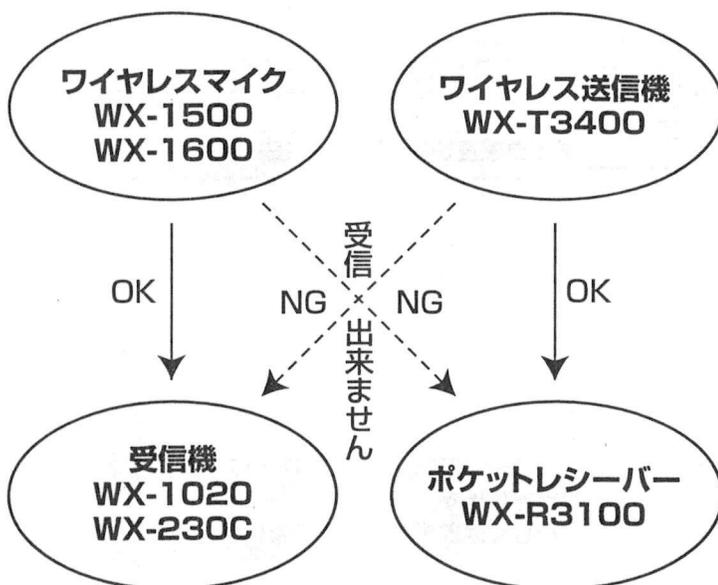 ワイヤレスマイク
WX-1500
WX-1600
ワイヤレス送信機
WX-T3400
OK
NG
受信×出来ません
NG
OK
受信機
WX-1020
WX-230C
ポケットレシーバー
WX-R3100